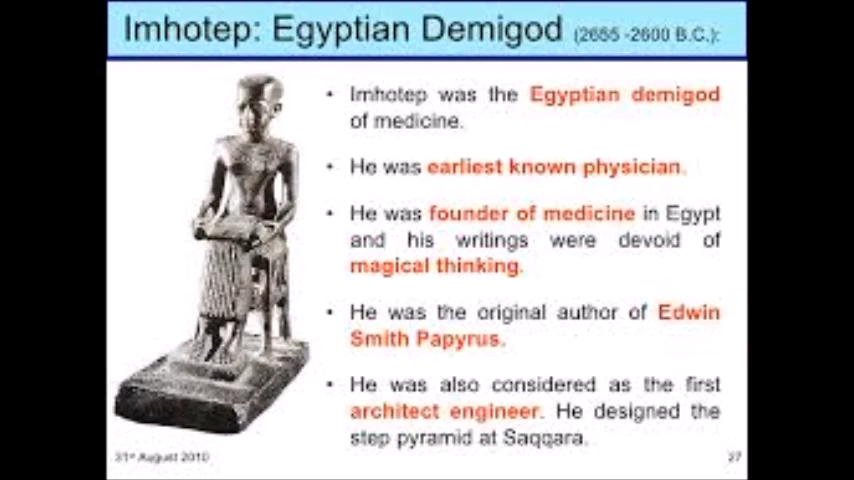 Imhotep: Egyptian Demigod (2655 -2600 B.C.):
• Imhotep was the Egyptian demigod
of medicine.
• He was earliest known physician.
• He was founder of medicine in Egypt
and his writings were devoid of
magical thinking.
• He was the original author of Edwin
Smith Papyrus.
• He was also considered as the first
architect engineer. He designed the
step pyramid at Saqqara.
31st August 2010
27